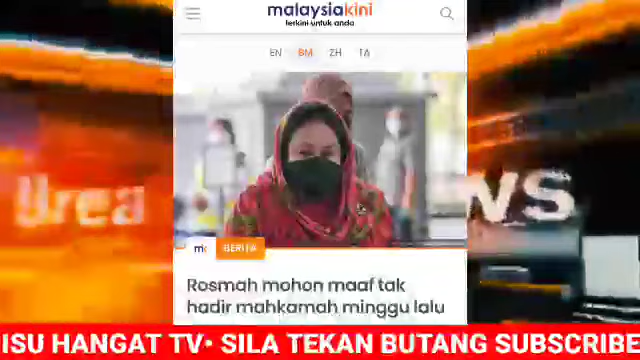 malaysiakini
terkini untuk anda
EN BM ZH TA
BERITA
Rosmah mohon maaf tak
hadir mahkamah minggu lalu
ISU HANGAT TV• SILA TEKAN BUTANG SUBSCRIBE